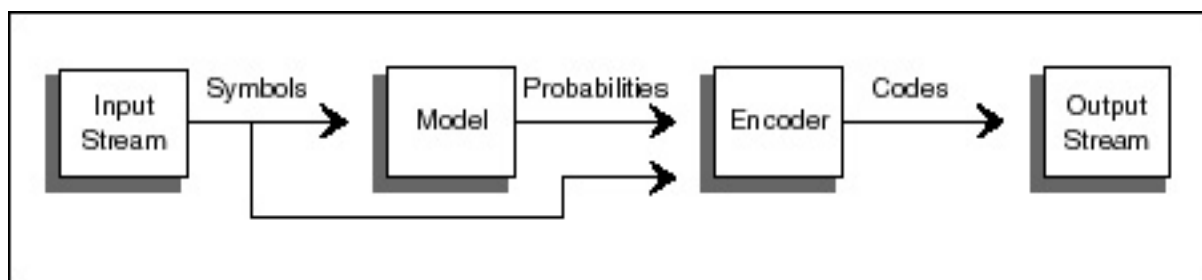 Input
Stream
Symbols
Model
Probabilities
Encoder
Codes
Output
Stream